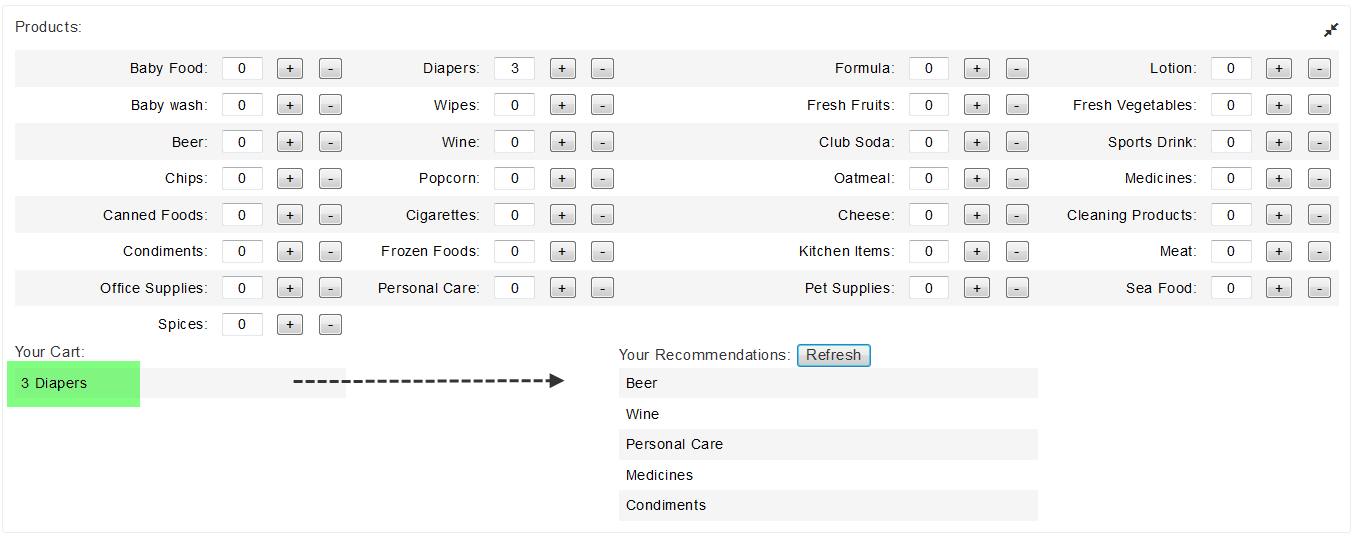 Products:
Baby Food: 0 + - Diapers: 3 + - Formula: 0 + - Lotion: 0 + -
Baby wash: 0 + - Wipes: 0 + - Fresh Fruits: 0 + - Fresh Vegetables: 0 + -
Beer: 0 + - Wine: 0 + - Club Soda: 0 + - Sports Drink: 0 + -
Chips: 0 + - Popcorn: 0 + - Oatmeal: 0 + - Medicines: 0 + -
Canned Foods: 0 + - Cigarettes: 0 + - Cheese: 0 + - Cleaning Products: 0 + -
Condiments: 0 + - Frozen Foods: 0 + - Kitchen Items: 0 + - Meat: 0 + -
Office Supplies: 0 + - Personal Care: 0 + - Pet Supplies: 0 + - Sea Food: 0 + -
Spices: 0 + -
Your Cart:
3 Diapers
Your Recommendations: Refresh
Beer
Wine
Personal Care
Medicines
Condiments